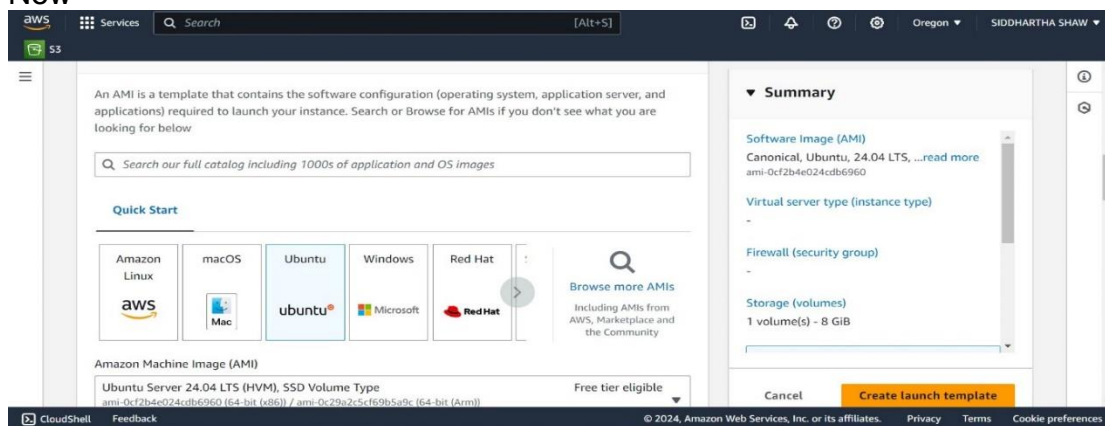 Now
aws
Services
Search
[Alt+S]
Oregon
SIDDHARTHA SHAW
S3
An AMI is a template that contains the software configuration (operating system, application server, and
applications) required to launch your instance. Search or Browse for AMIs if you don't see what you are
looking for below
Search our full catalog including 1000s of application and OS images
Quick Start
Amazon
Linux
aws
macOS
Mac
Ubuntu
ubuntu
Windows
Microsoft
Red Hat
Red Hat
Browse more AMIs
Including AMIs from
AWS, Marketplace and
the Community
Amazon Machine Image (AMI)
Ubuntu Server 24.04 LTS (HVM), SSD Volume Type
Free tier eligible
ami-0cf2b4e024cdb6960 (64-bit (x86)) / ami-0c29a2c5cf69b5a9c (64-bit (Arm))
Summary
Software Image (AMI)
Canonical, Ubuntu, 24.04 LTS, ...read more
ami-0cf2b4e024cdb6960
Virtual server type (instance type)
-
Firewall (security group)
-
Storage (volumes)
1 volume(s) - 8 GiB
Cancel
Create launch template
CloudShell
Feedback
© 2024, Amazon Web Services, Inc. or its affiliates.
Privacy
Terms
Cookie preferences